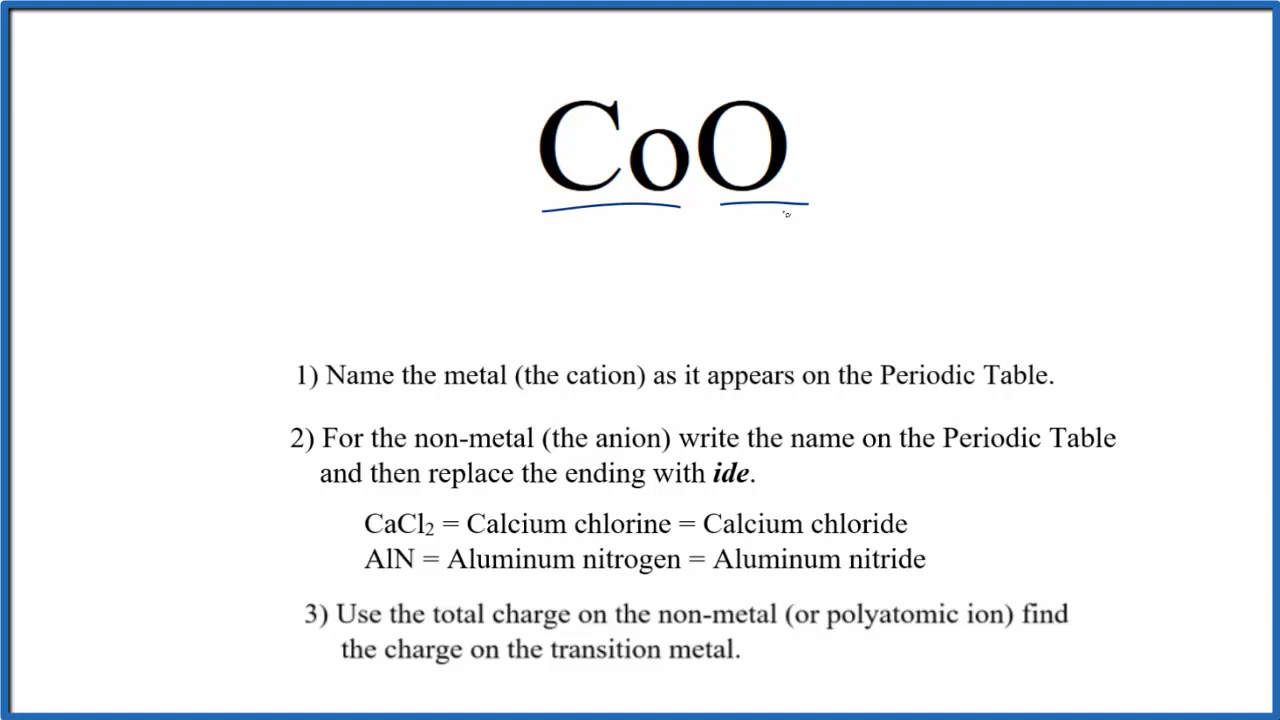 CoO
1) Name the metal (the cation) as it appears on the Periodic Table.
2) For the non-metal (the anion) write the name on the Periodic Table
and then replace the ending with ide.
CaCl₂ = Calcium chlorine = Calcium chloride
AlN = Aluminum nitrogen = Aluminum nitride
3) Use the total charge on the non-metal (or polyatomic ion) find
the charge on the transition metal.